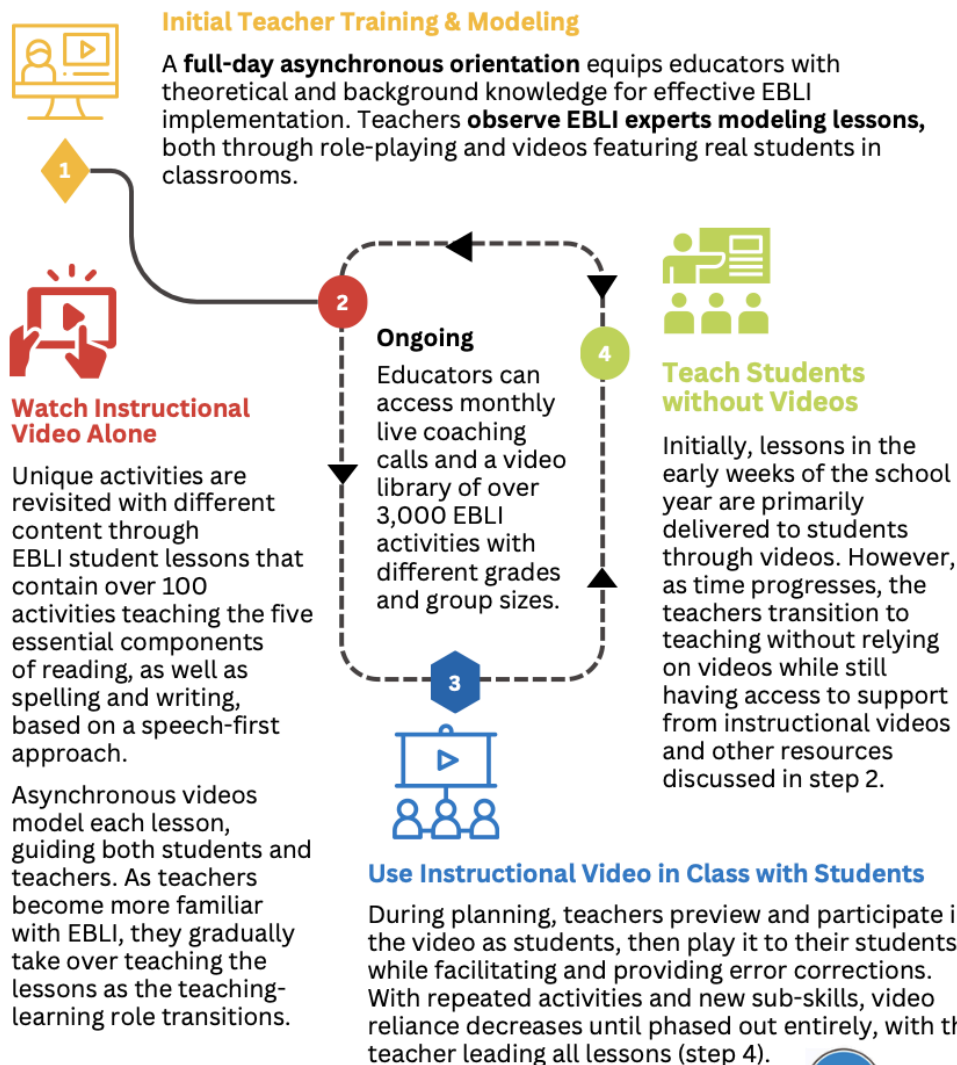 Initial Teacher Training & Modeling
A full-day asynchronous orientation equips educators with
theoretical and background knowledge for effective EBLI
implementation. Teachers observe EBLI experts modeling lessons,
both through role-playing and videos featuring real students in
classrooms.
1
2
Watch Instructional
Video Alone
Unique activities are
revisited with different
content through
EBLI student lessons that
contain over 100
activities teaching the five
essential components
of reading, as well as
spelling and writing,
based on a speech-first
approach.
Asynchronous videos
model each lesson,
guiding both students and
teachers. As teachers
become more familiar
with EBLI, they gradually
take over teaching the
lessons as the teaching-
learning role transitions.
Ongoing
Educators can
access monthly
live coaching
calls and a video
library of over
3,000 EBLI
activities with
different grades
and group sizes.
3
Use Instructional Video in Class with Students
During planning, teachers preview and participate
the video as students, then play it to their students
while facilitating and providing error corrections.
With repeated activities and new sub-skills, video
reliance decreases until phased out entirely, with
teacher leading all lessons (step 4).
4
Teach Students
without Videos
Initially, lessons in the
early weeks of the school
year are primarily
delivered to students
through videos. However,
as time progresses, the
teachers transition to
teaching without relying
on videos while still
having access to support
from instructional videos
and other resources
discussed in step 2.